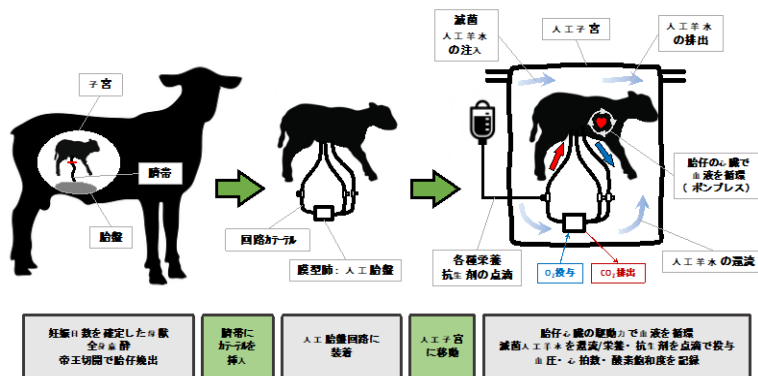 子宮
臍帯
胎盤
回路カテーテル
膜型肺：人工胎盤
滅菌
人工羊水
の注入
人工子宮
人工羊水
の排出
胎仔の心臓で
血液を循環
（ポンプレス）
各種栄養
抗生剤の点滴
O₂投与
CO₂排出
人工羊水の還流
妊娠日数を確定した母獣
全身麻酔
帝王切開で胎仔娩出
臍帯に
カテーテルを
挿入
人工胎盤回路に
装着
人工子宮
に移動
胎仔心臓の駆動力で血液を循環
滅菌人工羊水を還流/栄養・抗生剤を点滴で投与
血圧・心拍数・酸素飽和度を記録